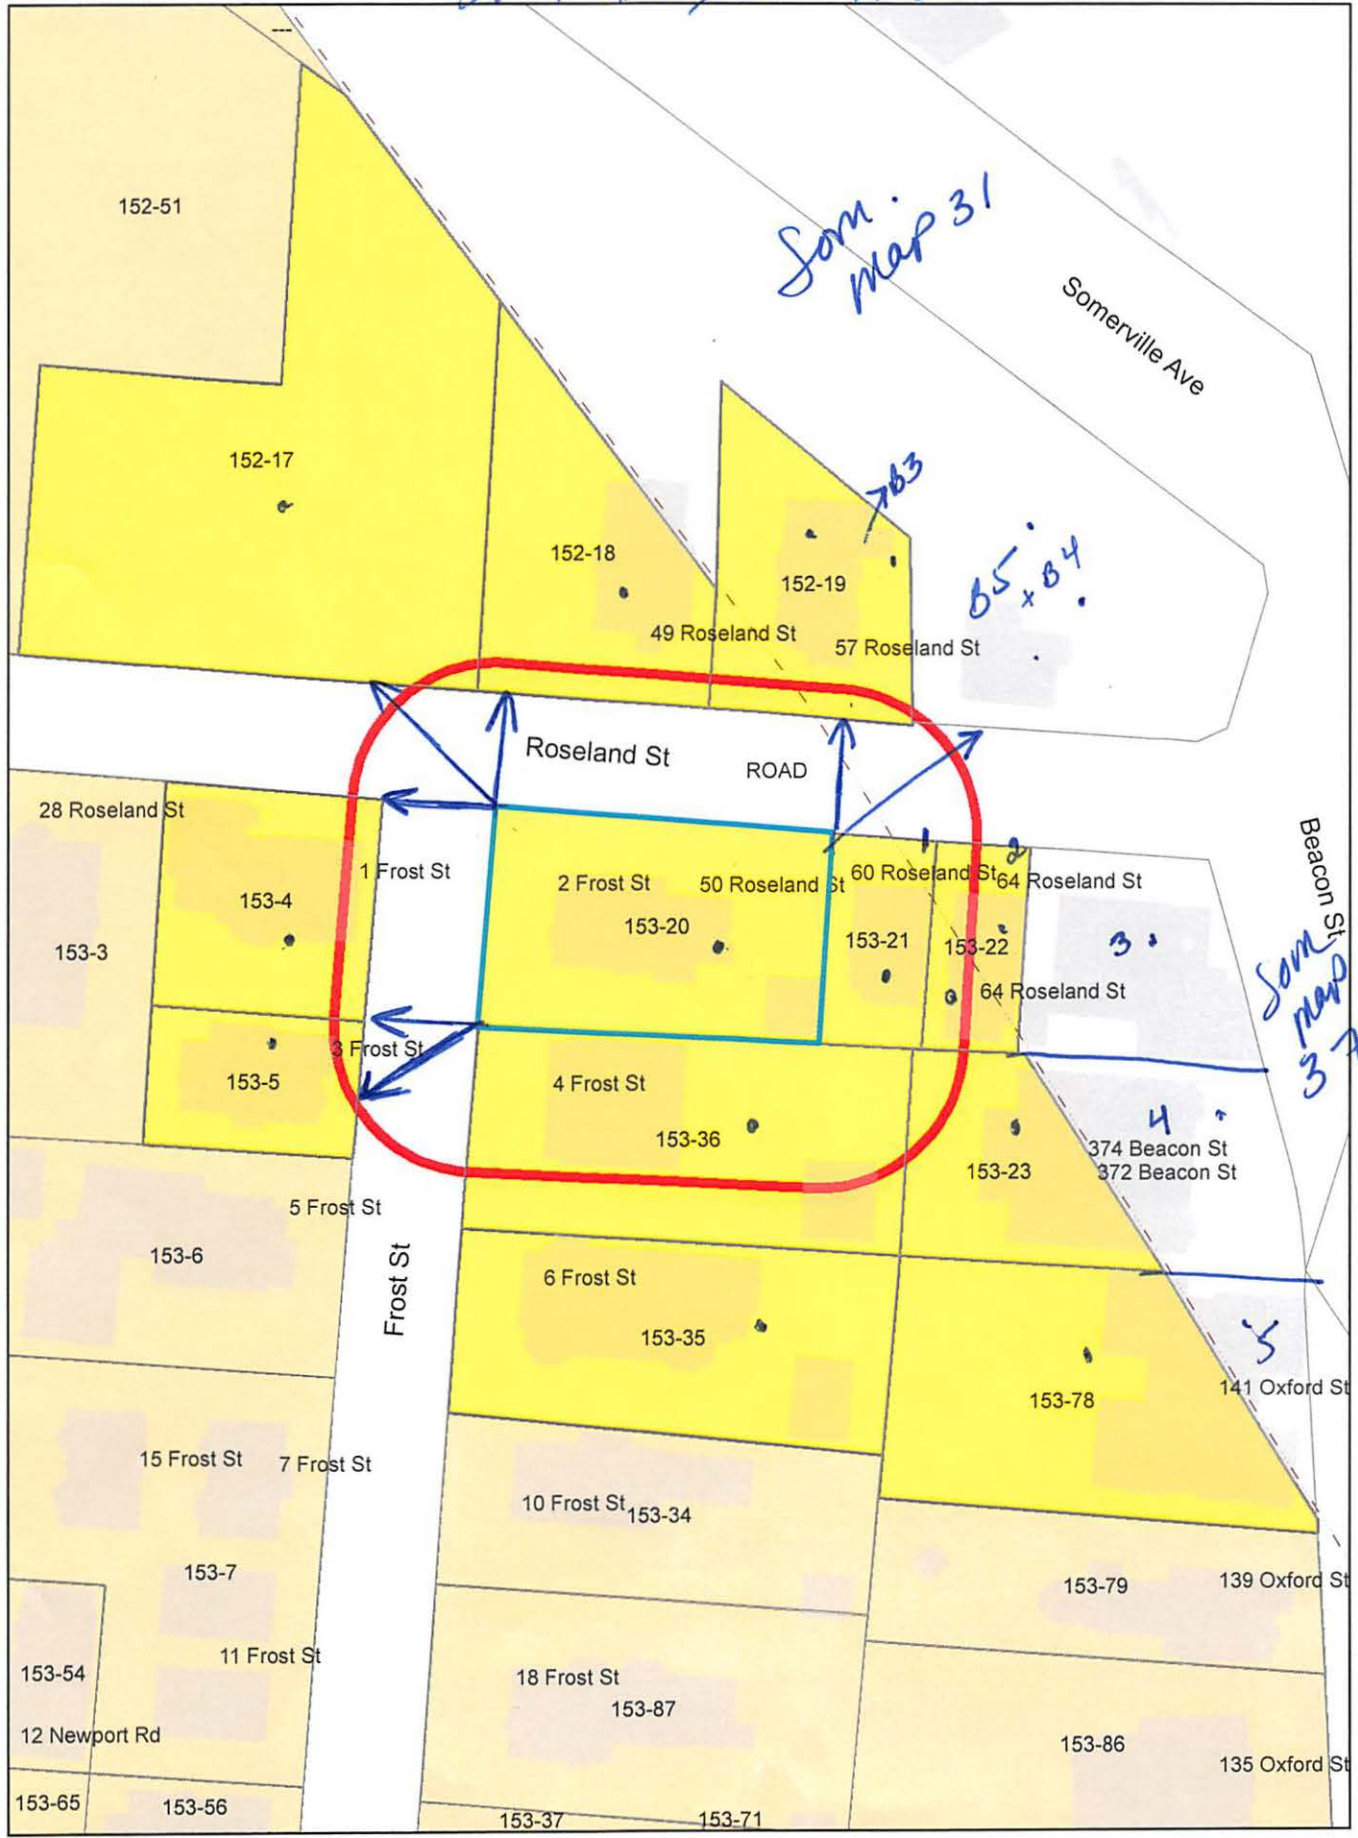 ---
152-51
Som.
map 31
Somerville Ave
152-17
B3
152-18
152-19
B5 x B4
49 Roseland St
57 Roseland St
Roseland St
ROAD
28 Roseland St
1 Frost St
2 Frost St
50 Roseland St
60 Roseland St
1
2
64 Roseland St
Beacon St
153-4
153-20
153-21
153-22
3
153-3
64 Roseland St
Som
map
37
3 Frost St
153-5
4 Frost St
153-36
153-23
4
374 Beacon St
372 Beacon St
5 Frost St
153-6
Frost St
6 Frost St
153-35
5
141 Oxford St
153-78
15 Frost St
7 Frost St
10 Frost St
153-34
153-7
153-79
139 Oxford St
11 Frost St
153-54
18 Frost St
153-87
12 Newport Rd
153-86
135 Oxford St
153-65
153-56
153-37
153-71